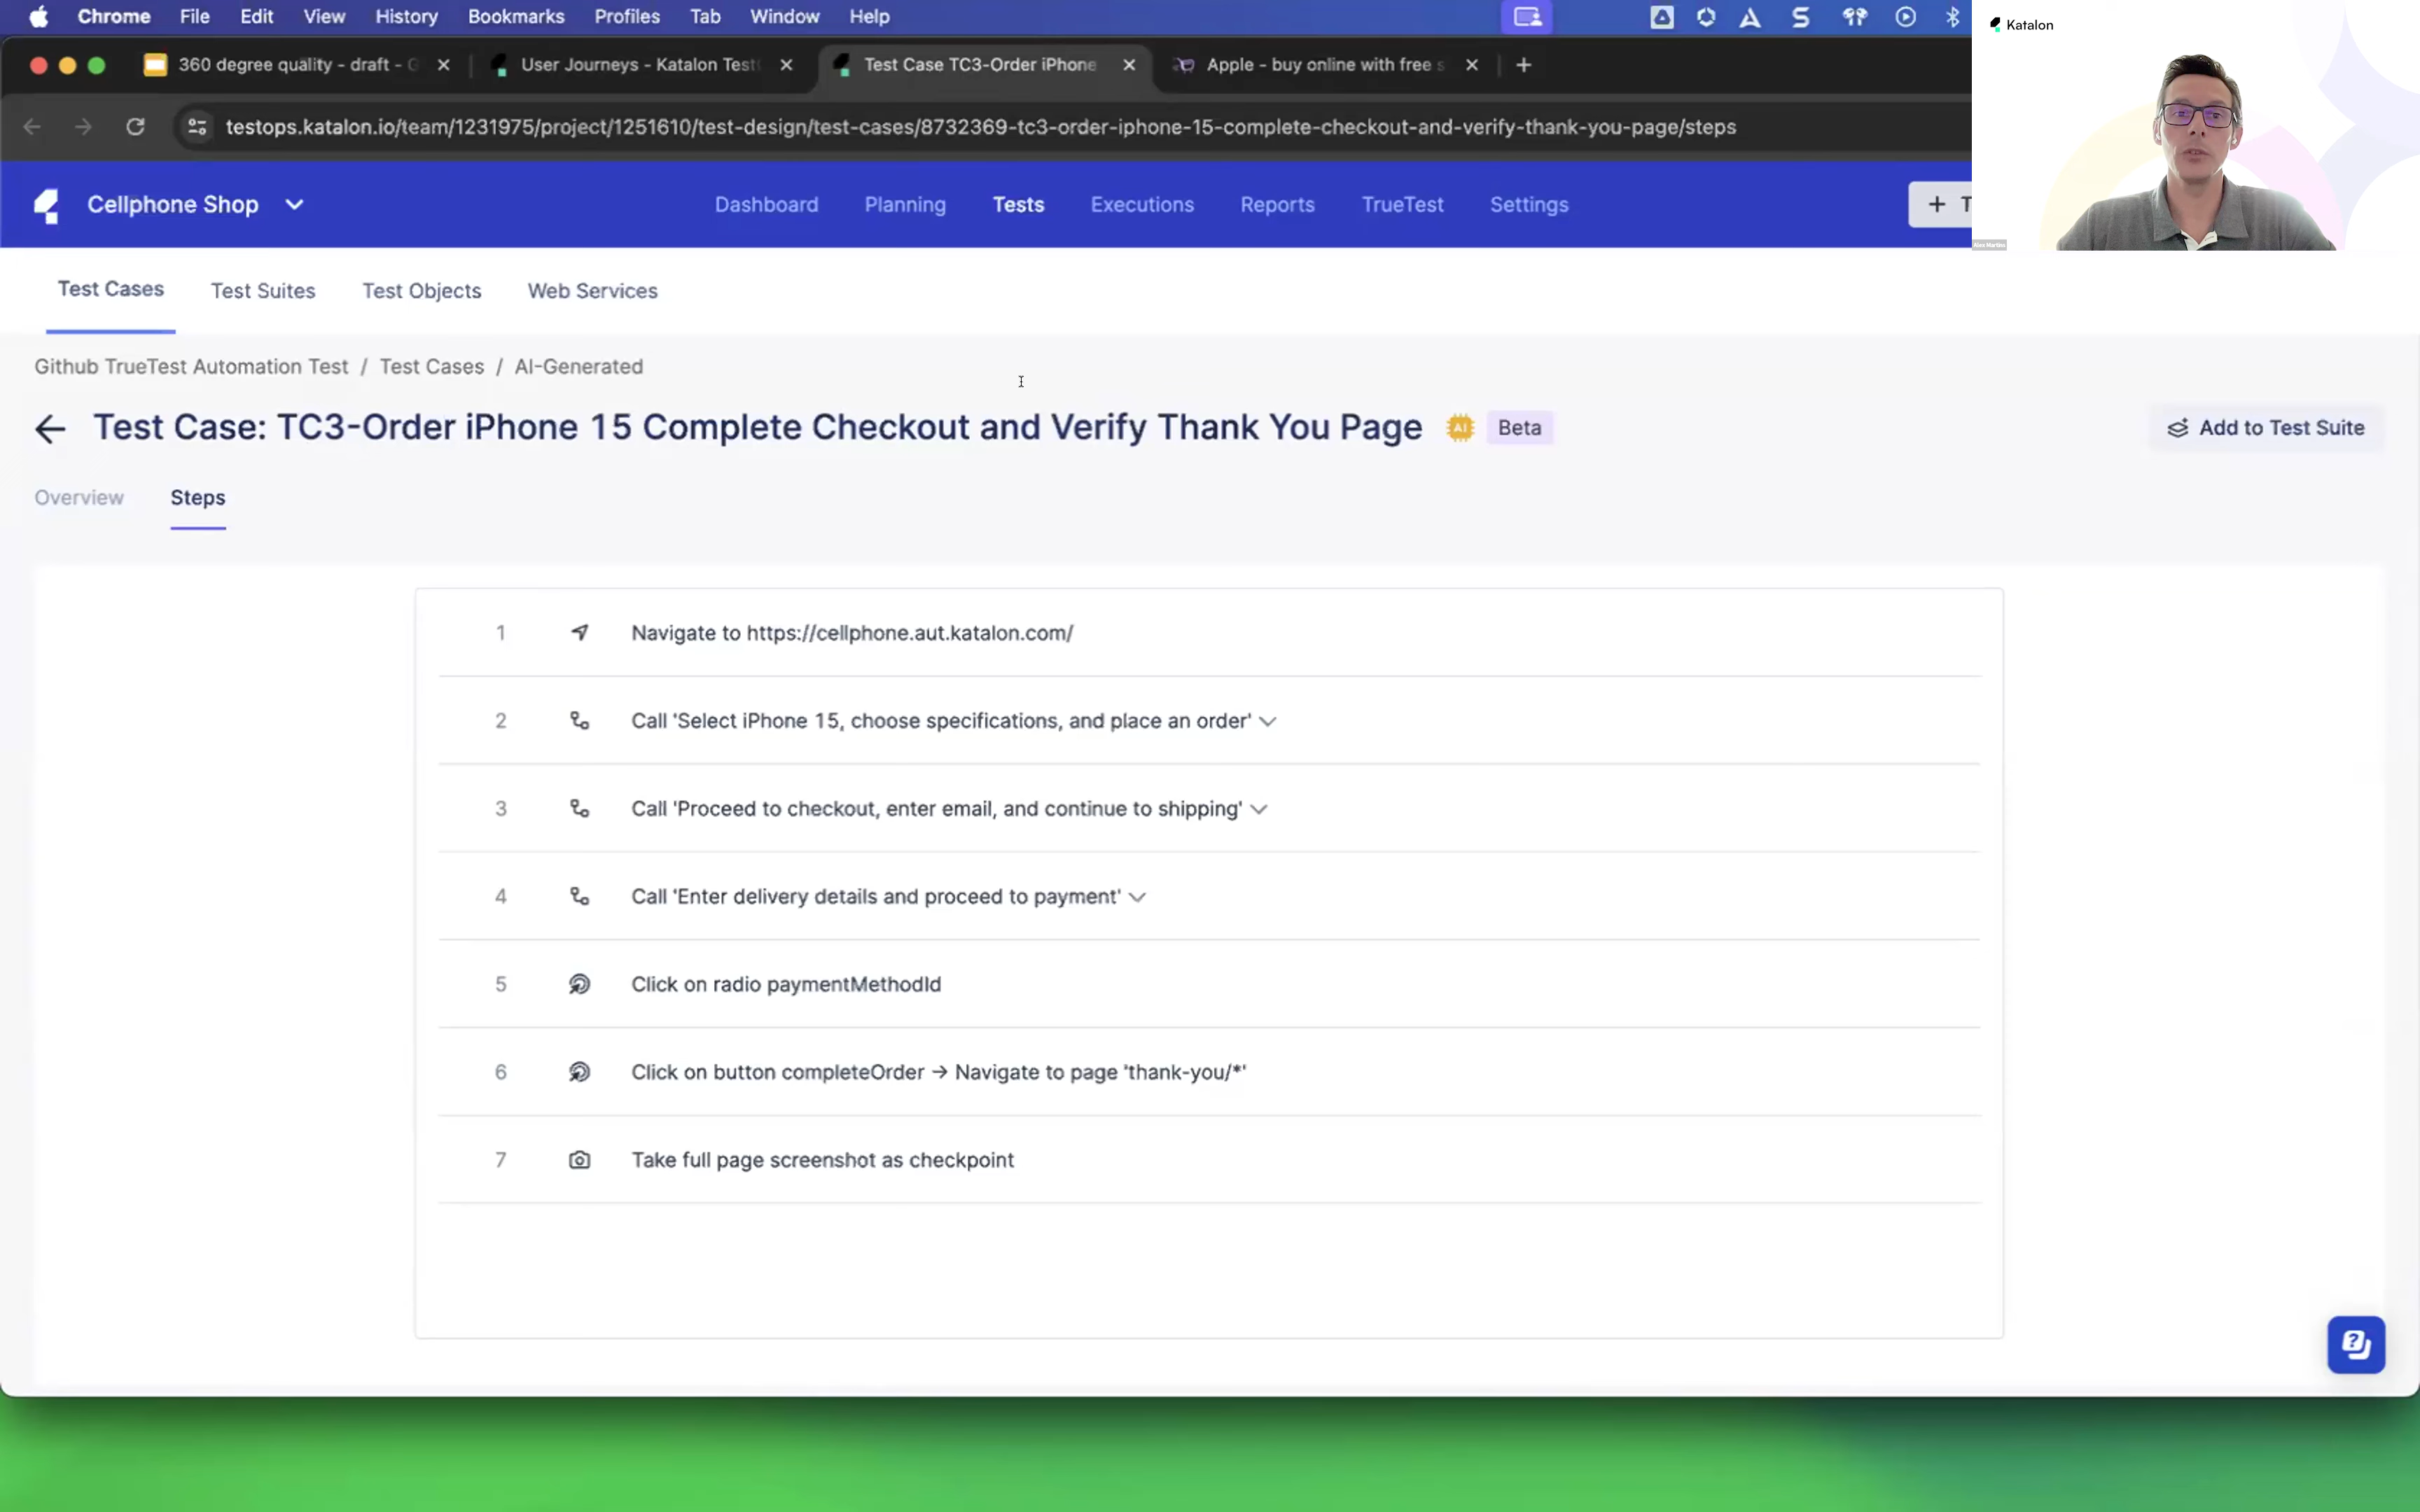 Chrome File Edit View History Bookmarks Profiles Tab Window Help
Katalon
360 degree quality - draft - G
User Journeys - Katalon Test
Test Case TC3-Order iPhone
Apple - buy online with free s
testops.katalon.io/team/1231975/project/1251610/test-design/test-cases/8732369-tc3-order-iphone-15-complete-checkout-and-verify-thank-you-page/steps
Cellphone Shop Dashboard Planning Tests Executions Reports TrueTest Settings + T
Alex Martins
Test Cases Test Suites Test Objects Web Services
Github TrueTest Automation Test / Test Cases / AI-Generated
Test Case: TC3-Order iPhone 15 Complete Checkout and Verify Thank You Page AI Beta
Add to Test Suite
Overview Steps
1 Navigate to https://cellphone.aut.katalon.com/
2 Call 'Select iPhone 15, choose specifications, and place an order'
3 Call 'Proceed to checkout, enter email, and continue to shipping'
4 Call 'Enter delivery details and proceed to payment'
5 Click on radio paymentMethodId
6 Click on button completeOrder → Navigate to page 'thank-you/*'
7 Take full page screenshot as checkpoint